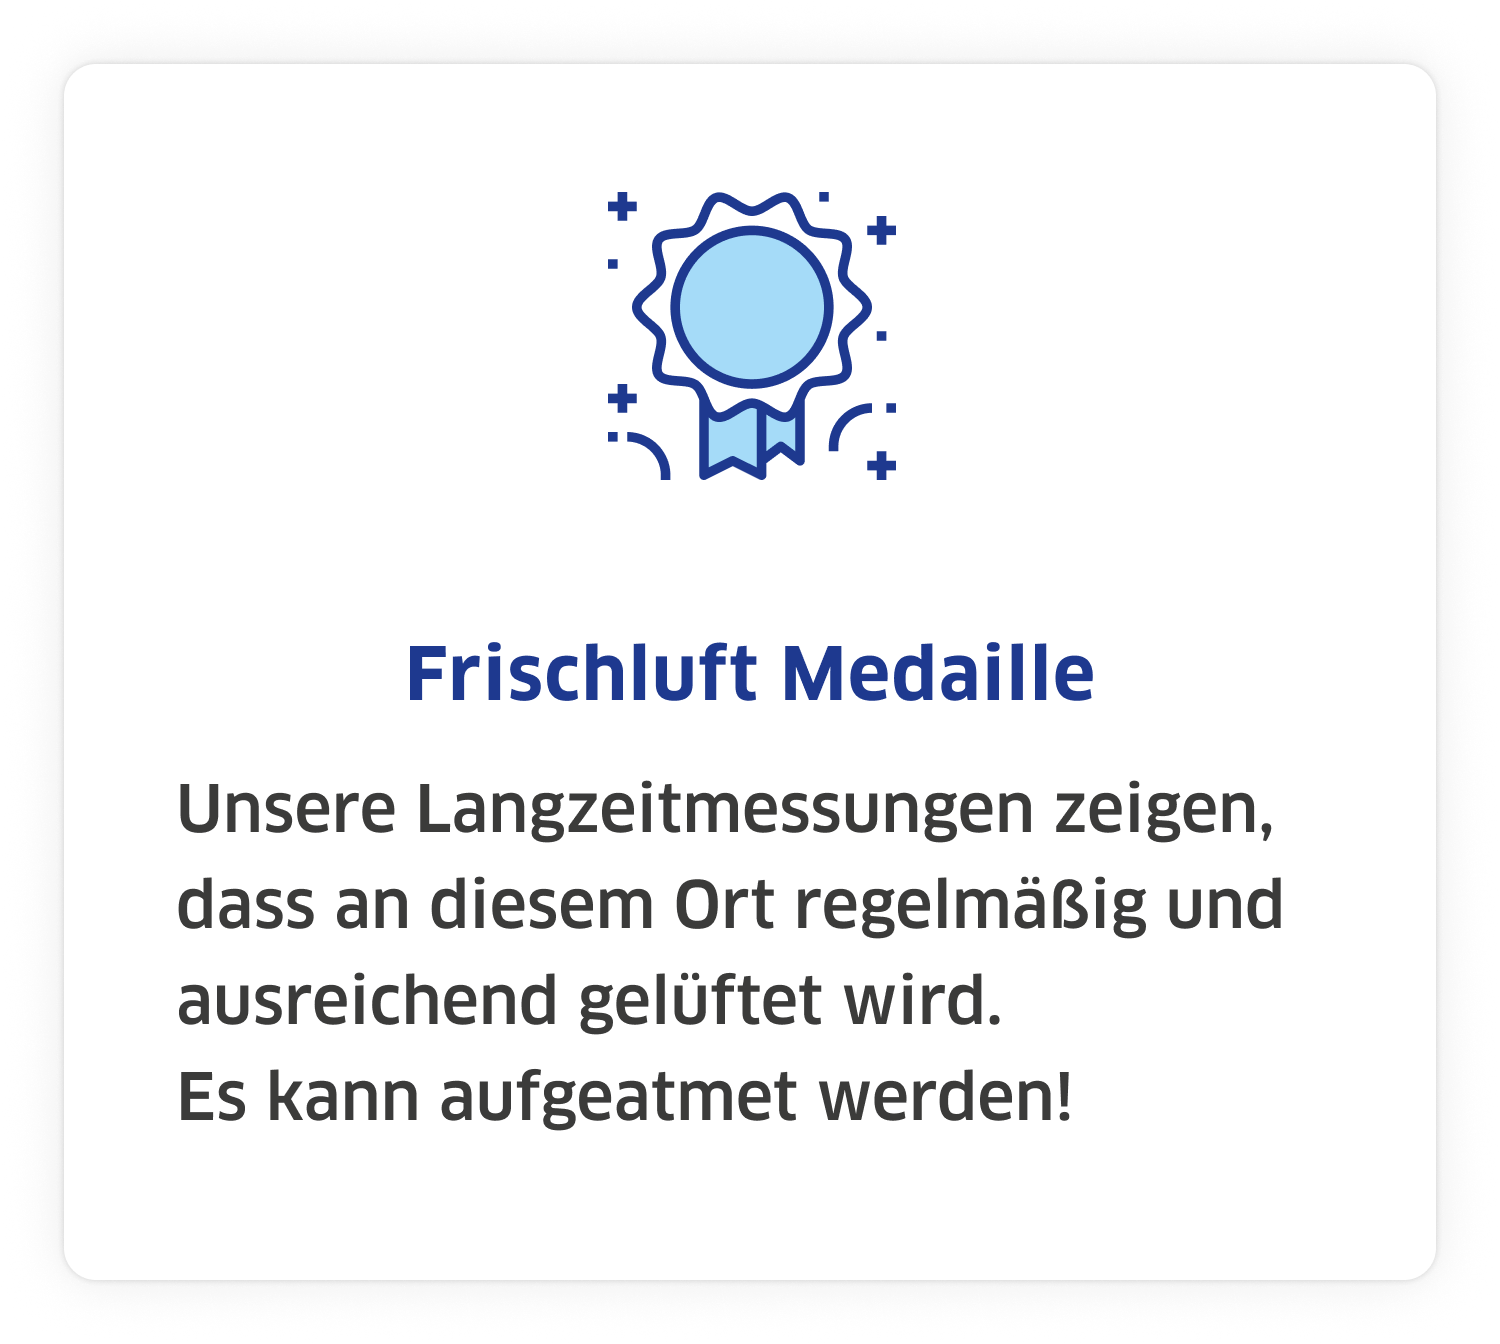 Frischluft Medaille
Unsere Langzeitmessungen zeigen,
dass an diesem Ort regelmäßig und
ausreichend gelüftet wird.
Es kann aufgeatmet werden!